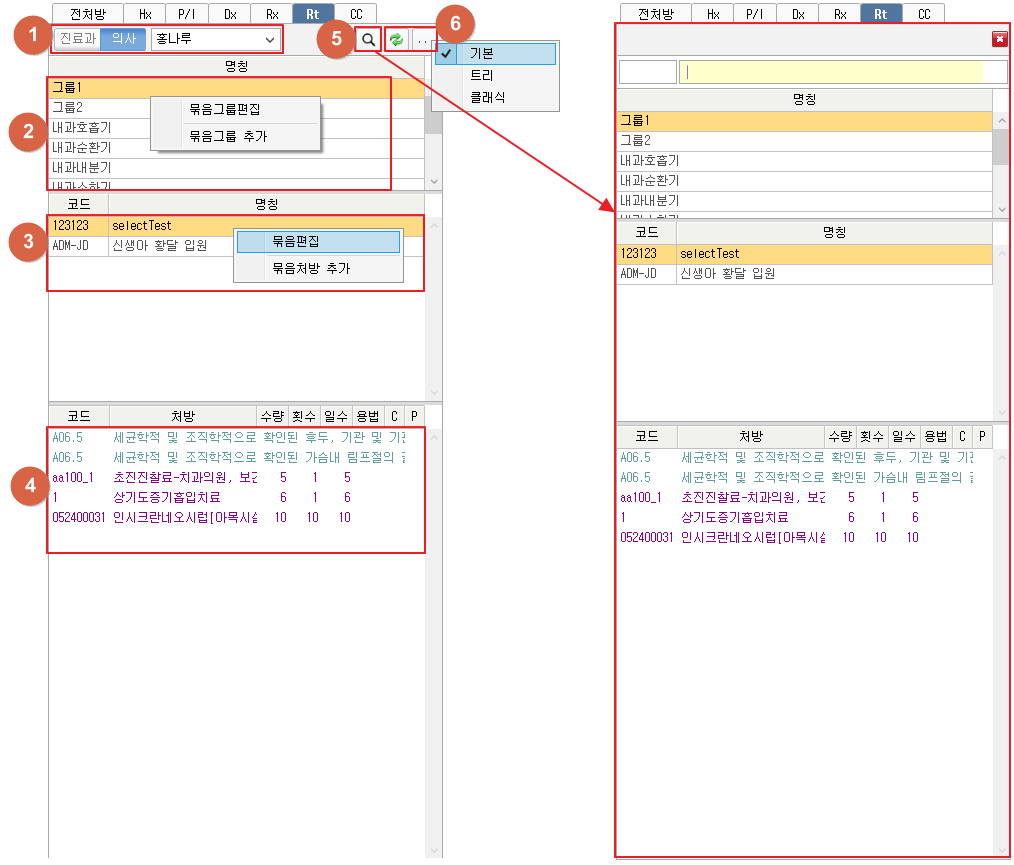 전처방 Hx P/I Dx Rx Rt CC
1 진료과 의사 홍나루 5 ..
6
기본
트리
클래식
명칭
2
그룹1
그룹2
내과호흡기
내과순환기
내과내분기
내과소화기
묶음그룹편집
묶음그룹 추가
코드 명칭
3
123123 selectTest
ADM-JD 신생아 황달 입원
묶음편집
묶음처방 추가
코드 처방 수량 횟수 일수 용법 C P
4
A06.5 세균학적 및 조직학적으로 확인된 후두, 기관 및 기관
A06.5 세균학적 및 조직학적으로 확인된 가슴내 림프절의
aa100_1 초진진찰료-치과의원, 보건 5 1 5
1 상기도증기흡입치료 6 1 6
052400031 인시크란네오시럽[아목시실 10 10 10
전처방 Hx P/I Dx Rx Rt CC
명칭
그룹1
그룹2
내과호흡기
내과순환기
내과내분기
코드 명칭
123123 selectTest
ADM-JD 신생아 황달 입원
코드 처방 수량 횟수 일수 용법 C P
A06.5 세균학적 및 조직학적으로 확인된 후두, 기관 및 기관
A06.5 세균학적 및 조직학적으로 확인된 가슴내 림프절의
aa100_1 초진진찰료-치과의원, 보건 5 1 5
1 상기도증기흡입치료 6 1 6
052400031 인시크란네오시럽[아목시실 10 10 10